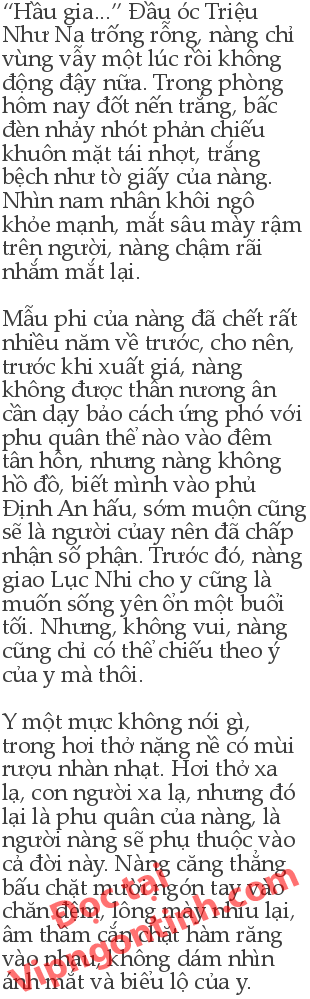 “Hầu gia...” Đầu óc Triệu
Như Na trống rỗng, nàng chỉ
vùng vẫy một lúc rồi không
động đậy nữa. Trong phòng
hôm nay đốt nến trắng, bấc
đèn nhảy nhót phản chiếu
khuôn mặt tái nhợt, trắng
bệch như tờ giấy của nàng.
Nhìn nam nhân khôi ngô
khỏe mạnh, mắt sâu mày rậm
trên người, nàng chậm rãi
nhắm mắt lại.
Mẫu phi của nàng đã chết rất
nhiều năm về trước, cho nên,
trước khi xuất giá, nàng
không được thân nương ân
cần dạy bảo cách ứng phó với
phu quân thể nào vào đêm
tân hôn, nhưng nàng không
hồ đồ, biết mình vào phủ
Định An hấu, sớm muộn cũng
sẽ là người củay nên đã chấp
nhận số phận. Trước đó, nàng
giao Lục Nhi cho y cũng là
muốn sống yên ổn một buổi
tối. Nhưng, không vui, nàng
cũng chỉ có thể chiếu theo ý
của y mà thôi.
Y một mực không nói gì,
trong hơi thở nặng nề có mùi
rượu nhàn nhạt. Hơi thở xa
lạ, con người xa lạ, nhưng đó
lại là phu quân của nàng, là
người nàng sẽ phụ thuộc vào
cả đời này. Nàng căng thẳng
bấu chặt mười ngón tay vào
chăn đệm, lông mày nhíu lại,
âm thầm cắn chặt hàm răng
vào nhau, không dám nhìn
ánh mắt và biểu lộ của y.
Đọc tại
Vipngontinh.com